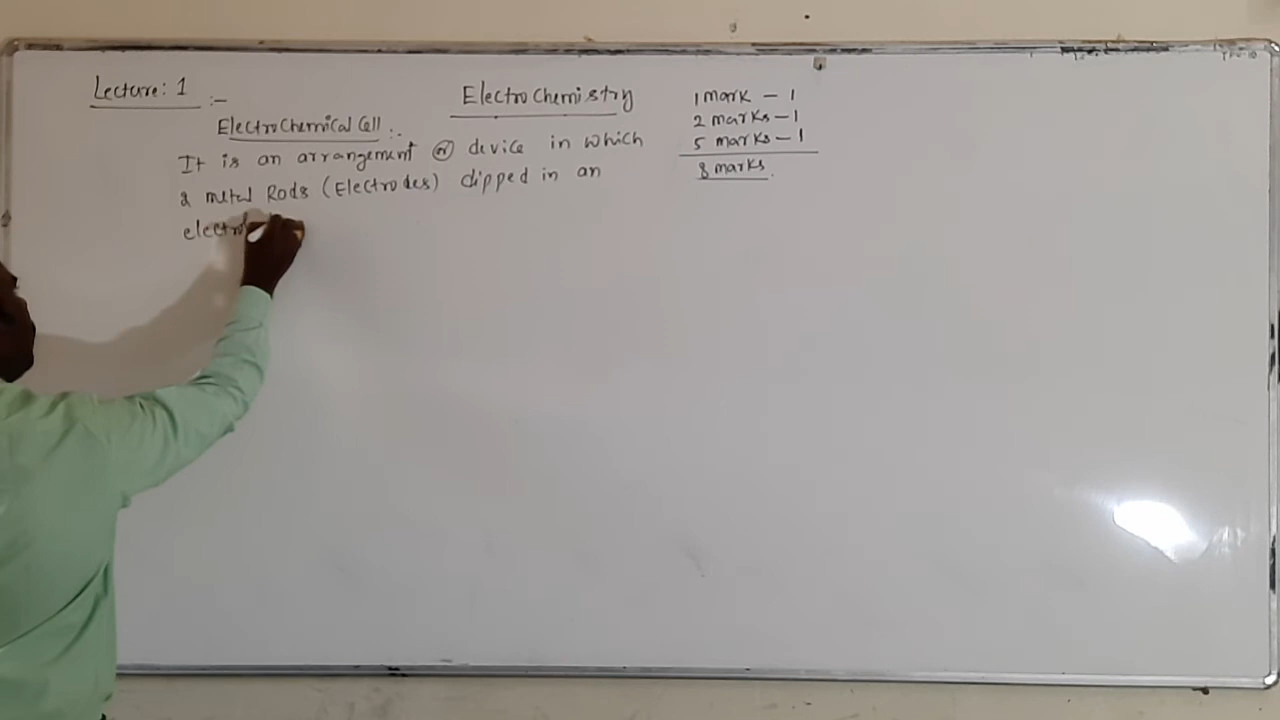 Lecture: 1 :-
ElectroChemistry
1 mark - 1
2 marks - 1
5 marks - 1
8 marks.
ElectroChemical Cell :.
It is an arrangement or device in which
2 metal Rods (Electrodes) dipped in an